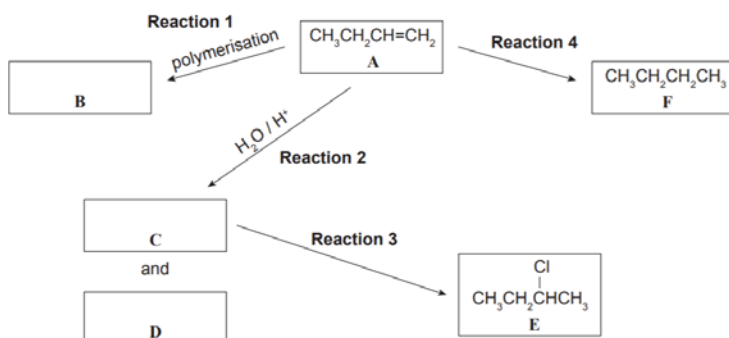 Reaction 1
polymerisation
CH₃CH₂CH=CH₂
A
Reaction 4
B
CH₃CH₂CH₂CH₃
F
H₂O / H⁺
Reaction 2
C
Reaction 3
and
Cl
CH₃CH₂CHCH₃
E
D